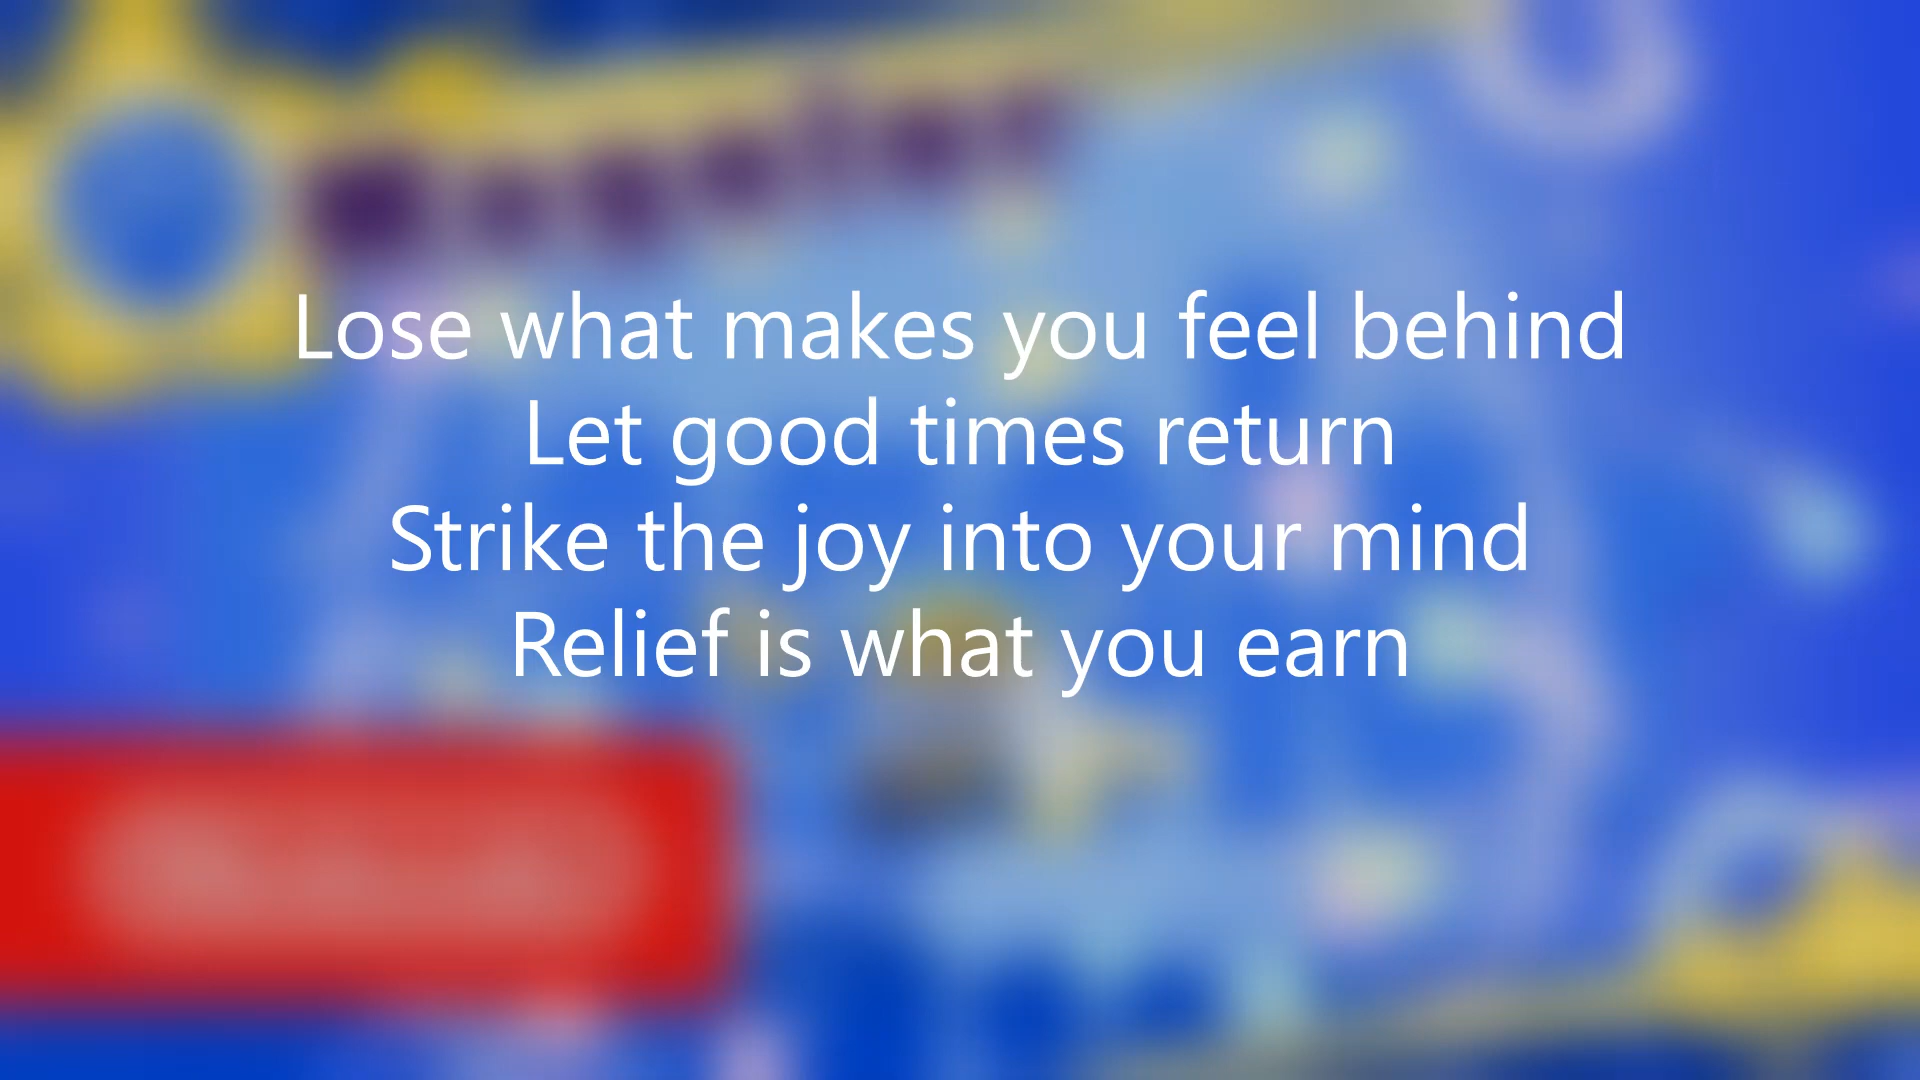 Lose what makes you feel behind
Let good times return
Strike the joy into your mind
Relief is what you earn